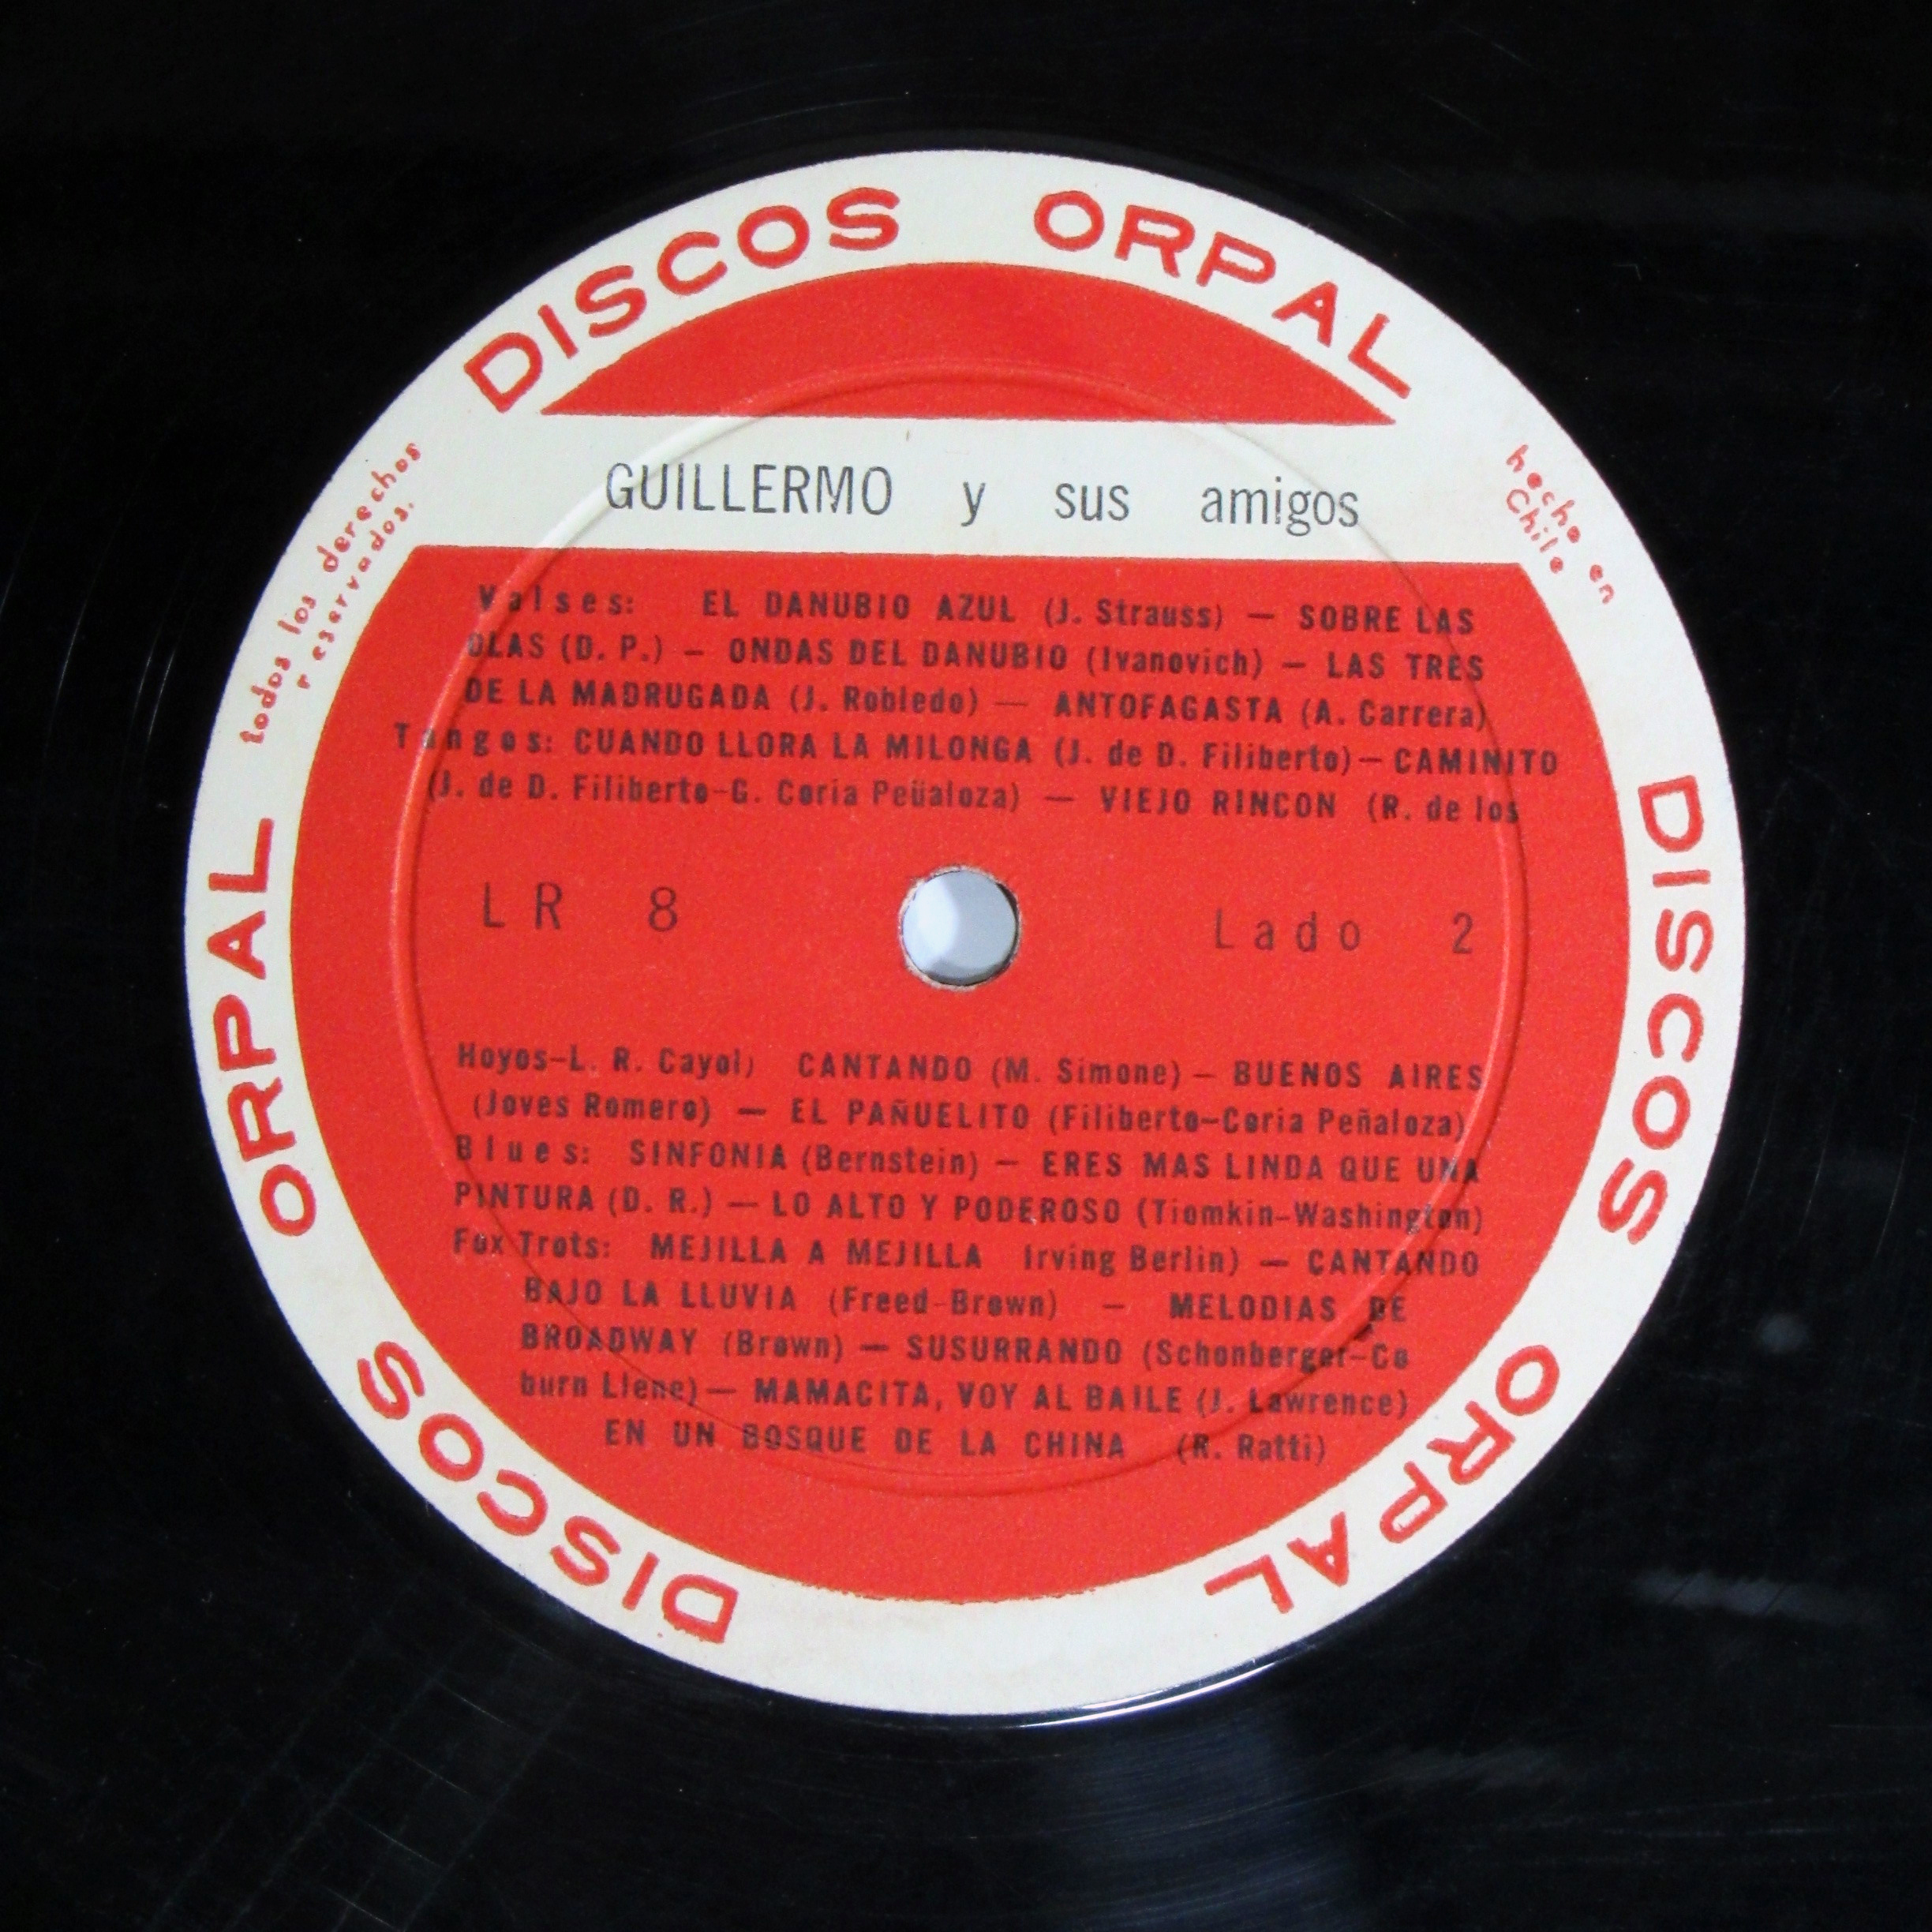 DISCOS ORPAL
todos los derechos
reservados.
hecho en
Chile
GUILLERMO y sus amigos
Valses: EL DANUBIO AZUL (J. Strauss) — SOBRE LAS
OLAS (D. P.) — ONDAS DEL DANUBIO (Ivanovich) — LAS TRES
DE LA MADRUGADA (J. Robledo) — ANTOFAGASTA (A. Carrera)
Tangos: CUANDO LLORA LA MILONGA (J. de D. Filiberto) — CAMINITO
(J. de D. Filiberto-G. Coria Peüaloza) — VIEJO RINCON (R. de los
LR 8 Lado 2
Hoyos-L. R. Cayol) CANTANDO (M. Simone) — BUENOS AIRES
(Joves Romero) — EL PAÑUELITO (Filiberto-Coria Peñaloza)
Blues: SINFONIA (Bernstein) — ERES MAS LINDA QUE UNA
PINTURA (D. R.) — LO ALTO Y PODEROSO (Tiomkin-Washington)
Fox Trots: MEJILLA A MEJILLA Irving Berlin) — CANTANDO
BAJO LA LLUVIA (Freed-Brown) — MELODIAS DE
BROADWAY (Brown) — SUSURRANDO (Schonberger-Co
burn Liene) — MAMACITA, VOY AL BAILE (J. Lawrence)
EN UN BOSQUE DE LA CHINA (R. Ratti)
DISCOS ORPAL
DISCOS ORPAL